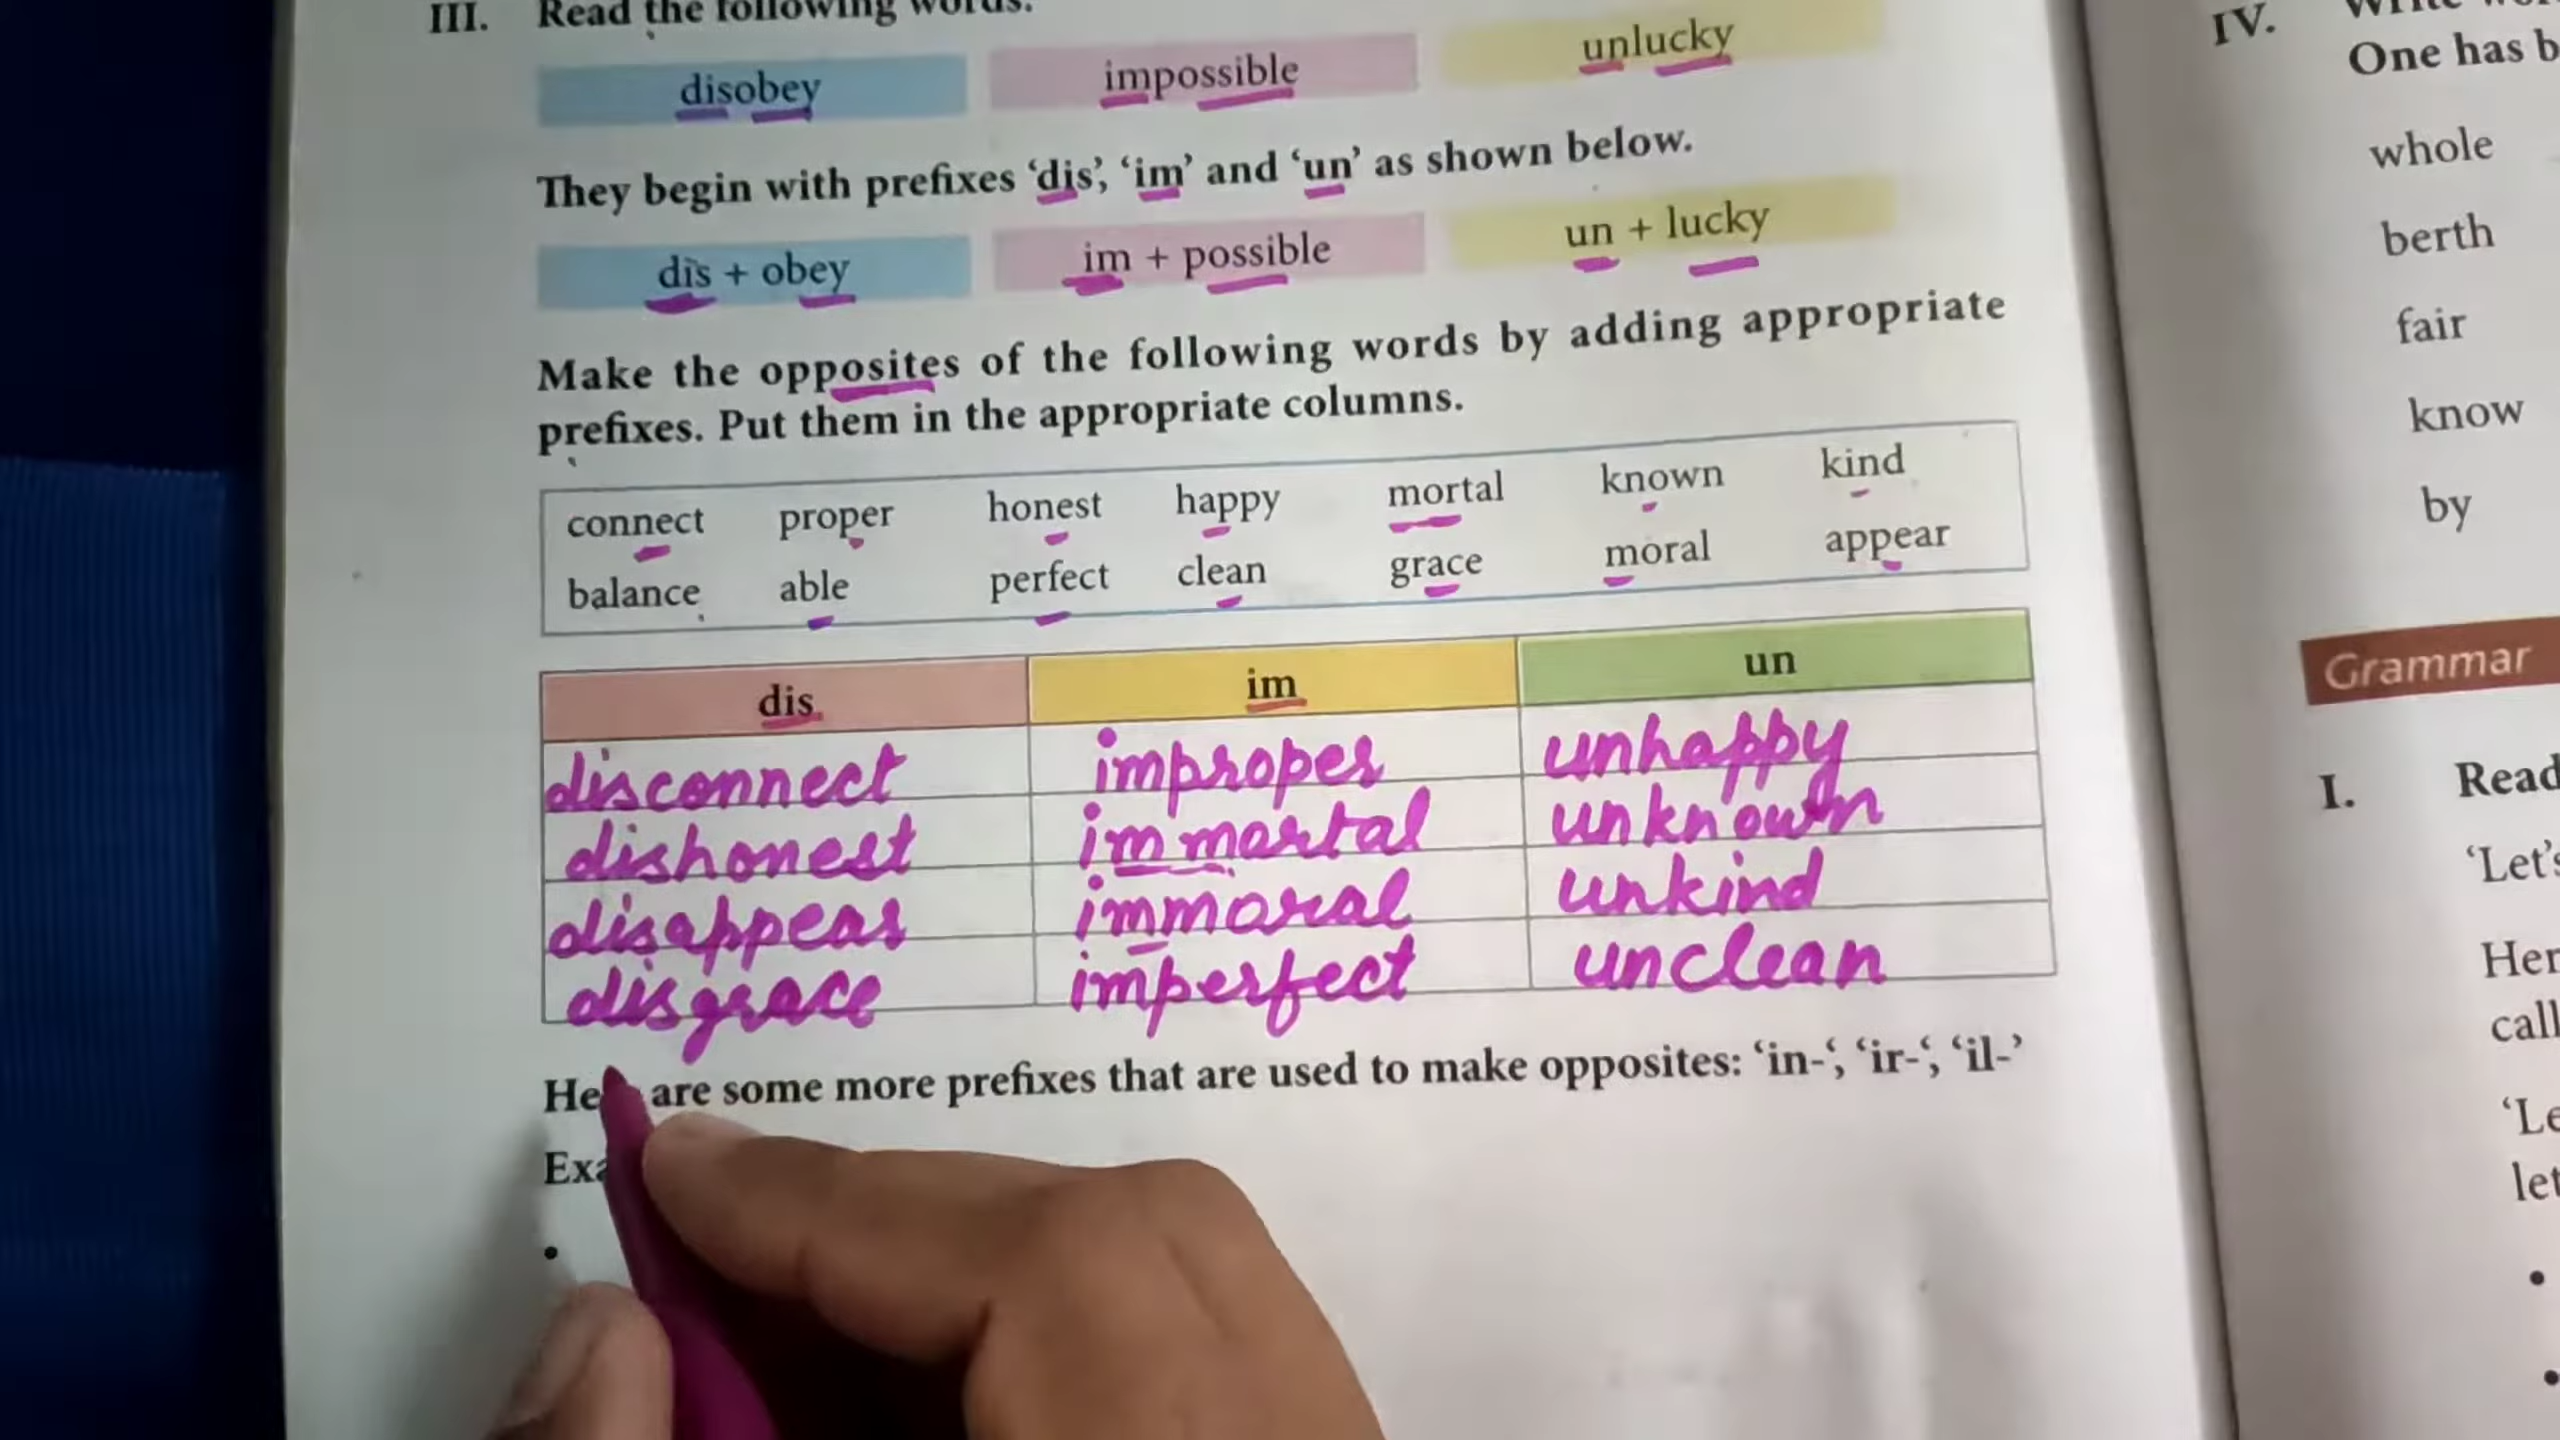 III. Read the following words.
disobey impossible unlucky
They begin with prefixes ‘dis’, ‘im’ and ‘un’ as shown below.
dis + obey im + possible un + lucky
Make the opposites of the following words by adding appropriate
prefixes. Put them in the appropriate columns.
connect proper honest happy mortal known kind
balance able perfect clean grace moral appear
dis im un
disconnect improper unhappy
dishonest immortal unknown
disappear immoral unkind
disgrace imperfect unclean
He are some more prefixes that are used to make opposites: ‘in-‘, ‘ir-‘, ‘il-’
Exa
•
IV.
One has b
whole
berth
fair
know
by
Grammar
I. Read
‘Let’s
Her
call
‘Le
let
•
•